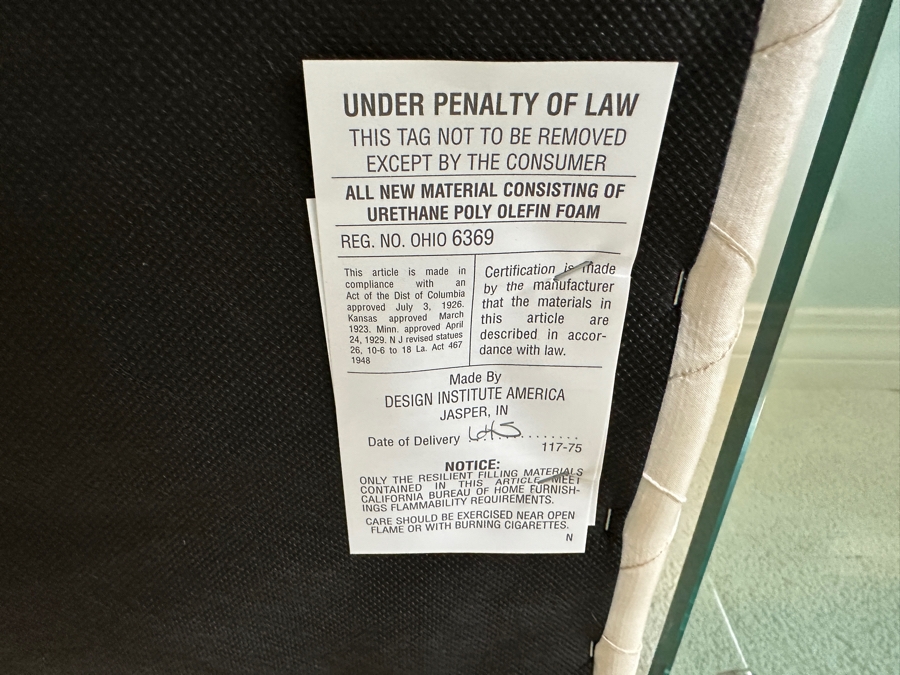 UNDER PENALTY OF LAW
THIS TAG NOT TO BE REMOVED
EXCEPT BY THE CONSUMER
ALL NEW MATERIAL CONSISTING OF
URETHANE POLY OLEFIN FOAM
REG. NO. OHIO 6369
This article is made in
compliance with an
Act of the Dist of Columbia
approved July 3, 1926.
Kansas approved March
1923. Minn. approved April
24, 1929. N J revised statues
26, 10-6 to 18 La. Act 467
1948
Certification is made
by the manufacturer
that the materials in
this article are
described in accor-
dance with law.
Made By
DESIGN INSTITUTE AMERICA
JASPER, IN
Date of Delivery ........
117-75
NOTICE:
ONLY THE RESILIENT FILLING MATERIALS
CONTAINED IN THIS ARTICLE MEET
CALIFORNIA BUREAU OF HOME FURNISH-
INGS FLAMMABILITY REQUIREMENTS.
CARE SHOULD BE EXERCISED NEAR OPEN
FLAME OR WITH BURNING CIGARETTES.
N